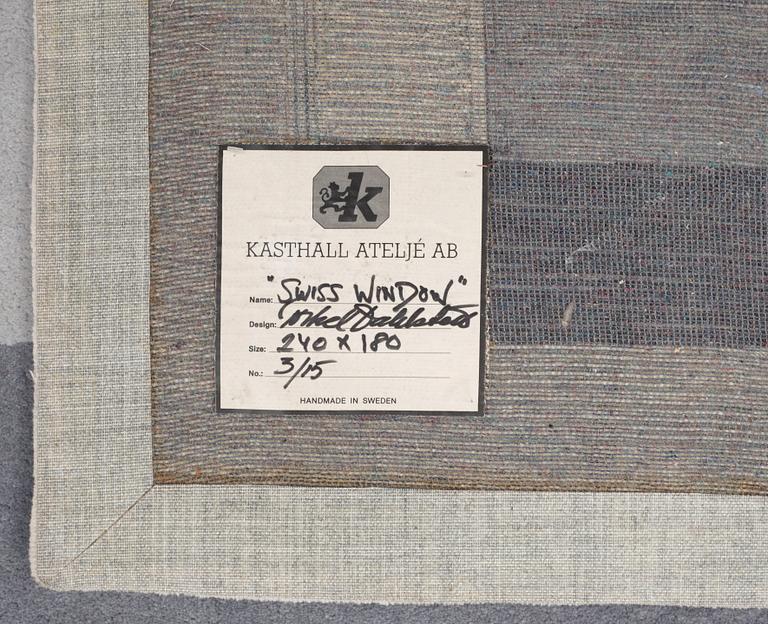 k
KASTHALL ATELJÉ AB
Name: "SWISS WINDOW"
Design:
Size: 240 X 180
No.: 3/15
HANDMADE IN SWEDEN